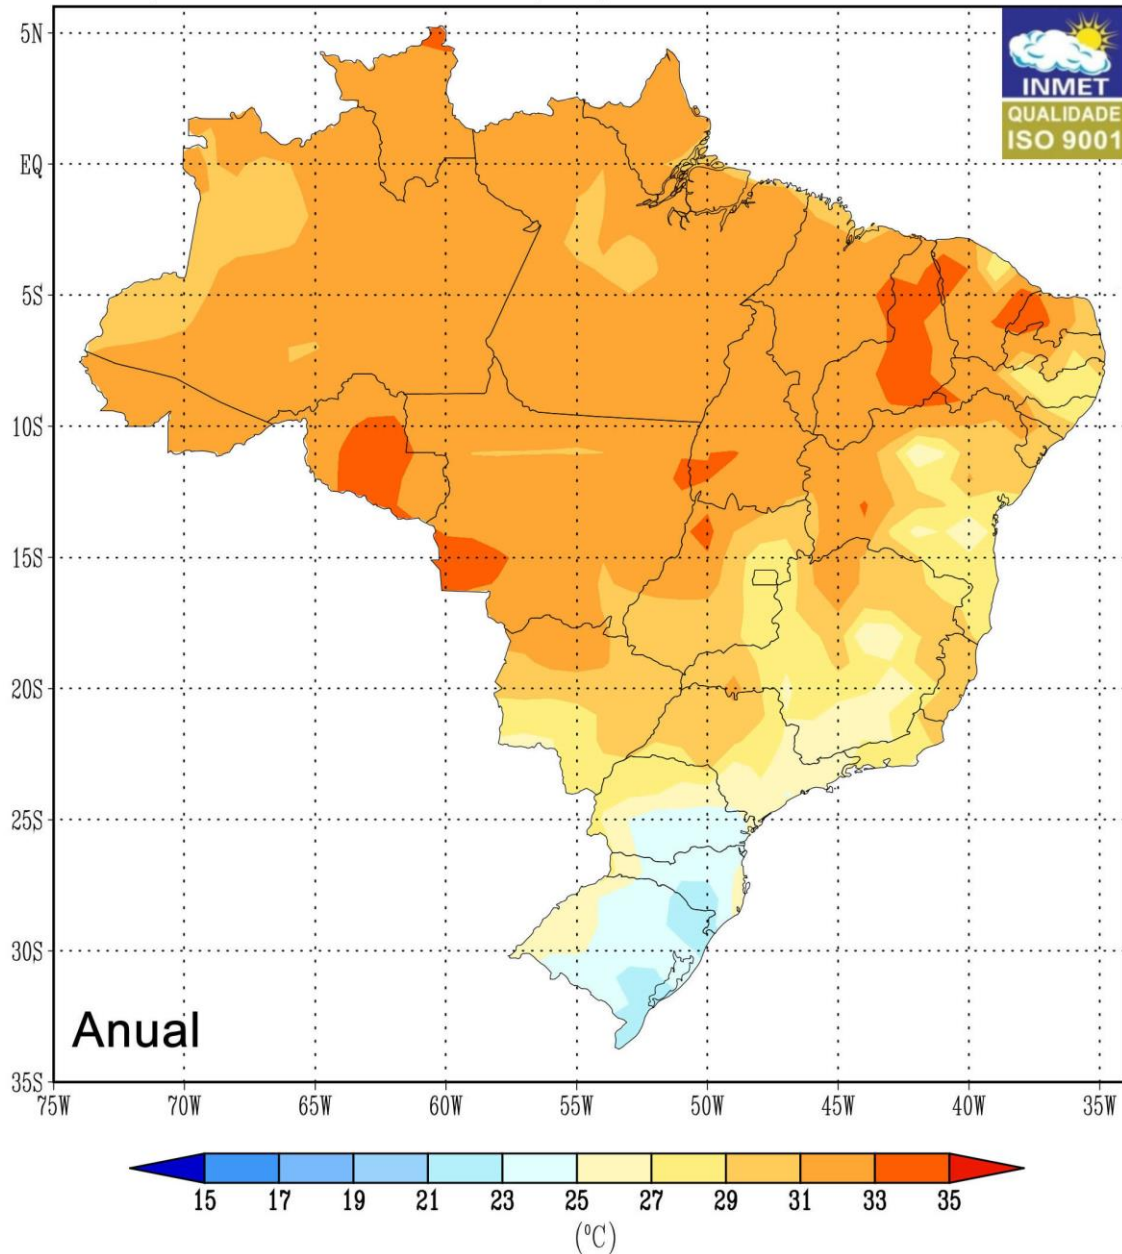 INMET
QUALIDADE
ISO 9001
5N
EQ
5S
10S
15S
20S
25S
30S
35S
Anual
75W 70W 65W 60W 55W 50W 45W 40W 35W
15 17 19 21 23 25 27 29 31 33 35
(°C)